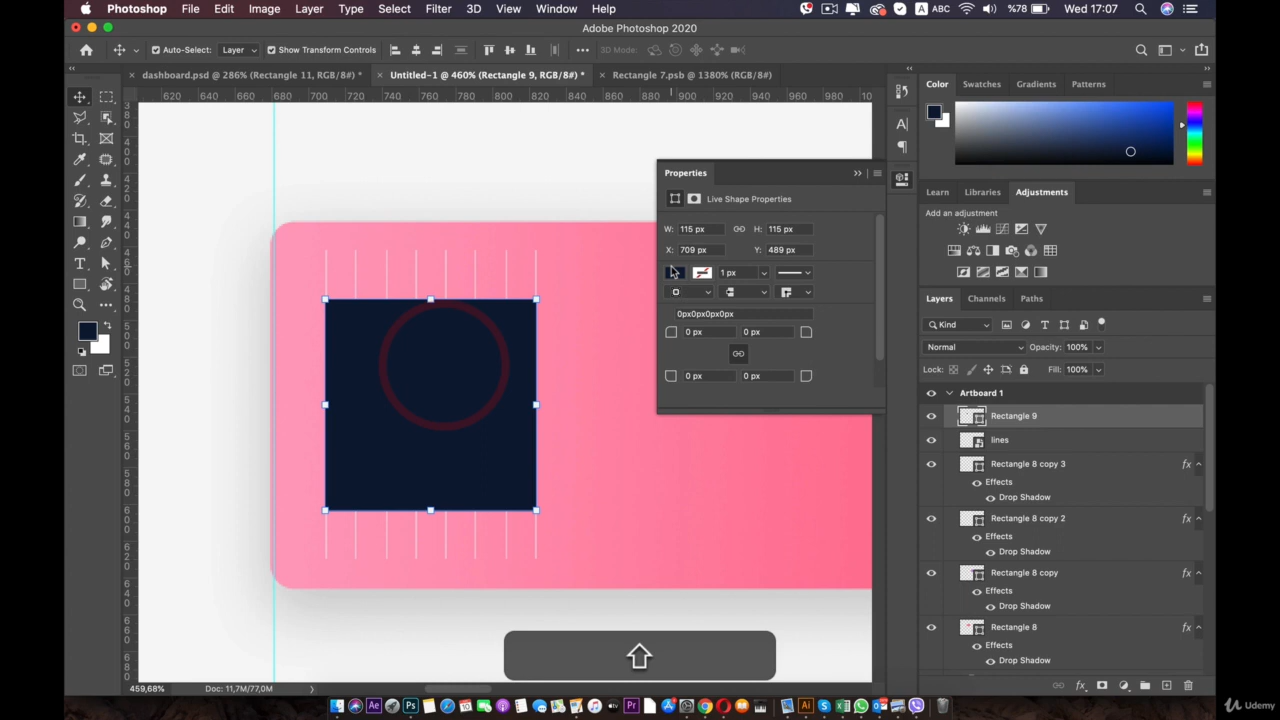 Photoshop File Edit Image Layer Type Select Filter 3D View Window Help ABC %78 Wed 17:07
Adobe Photoshop 2020
Auto-Select: Layer Show Transform Controls 3D Mode:
dashboard.psd @ 286% (Rectangle 11, RGB/8#) * Untitled-1 @ 460% (Rectangle 9, RGB/8#) * Rectangle 7.psb @ 1380% (RGB/8#)
620 640 660 680 700 720 740 760 780 800 820 840 860 880 900 920 940 960 980 10
Color Swatches Gradients Patterns
Learn Libraries Adjustments
Add an adjustment
Properties
Live Shape Properties
W: 115 px H: 115 px
X: 709 px Y: 489 px
1 px
0px0px0px0px
0 px 0 px
0 px 0 px
Layers Channels Paths
Kind
Normal Opacity: 100%
Lock: Fill: 100%
Artboard 1
Rectangle 9
lines
Rectangle 8 copy 3 fx
Effects
Drop Shadow
Rectangle 8 copy 2 fx
Effects
Drop Shadow
Rectangle 8 copy fx
Effects
Drop Shadow
Rectangle 8 fx
Effects
Drop Shadow
459,68% Doc: 11,7M/77,0M
Udemy